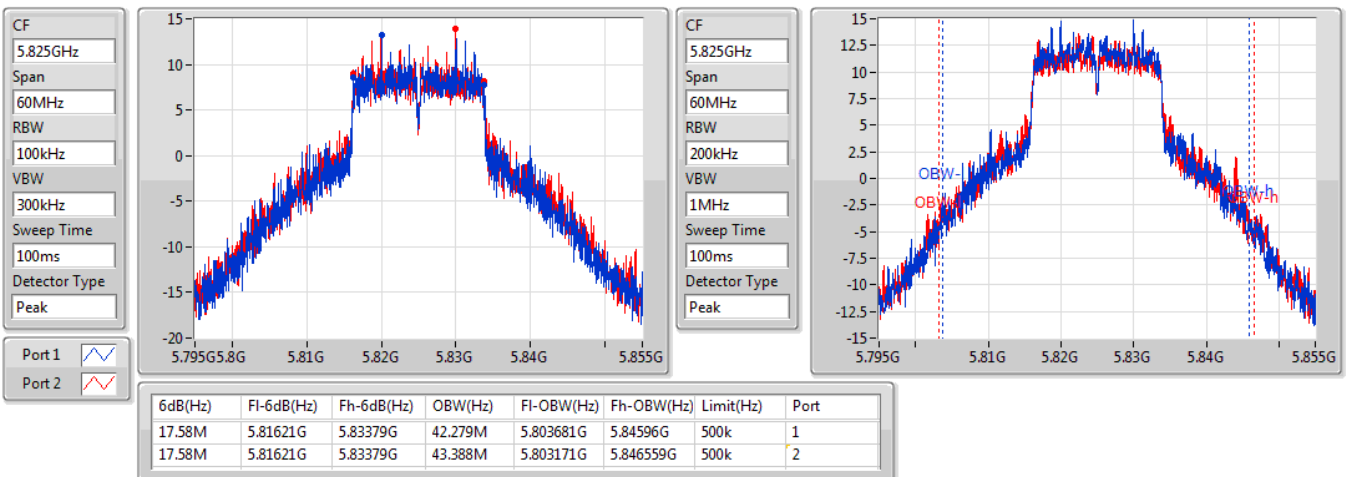 CF
5.825GHz
Span
60MHz
RBW
100kHz
VBW
300kHz
Sweep Time
100ms
Detector Type
Peak
Port 1
Port 2
15
10
5
0
-5
-10
-15
-20
5.795G 5.8G 5.81G 5.82G 5.83G 5.84G 5.855G
CF
5.825GHz
Span
60MHz
RBW
200kHz
VBW
1MHz
Sweep Time
100ms
Detector Type
Peak
15
12.5
10
7.5
5
2.5
0
-2.5
-5
-7.5
-10
-12.5
-15
OBW-l
OBW-h
5.795G 5.81G 5.82G 5.83G 5.84G 5.855G
6dB(Hz) Fl-6dB(Hz) Fh-6dB(Hz) OBW(Hz) Fl-OBW(Hz) Fh-OBW(Hz) Limit(Hz) Port
17.58M 5.81621G 5.83379G 42.279M 5.803681G 5.84596G 500k 1
17.58M 5.81621G 5.83379G 43.388M 5.803171G 5.846559G 500k 2